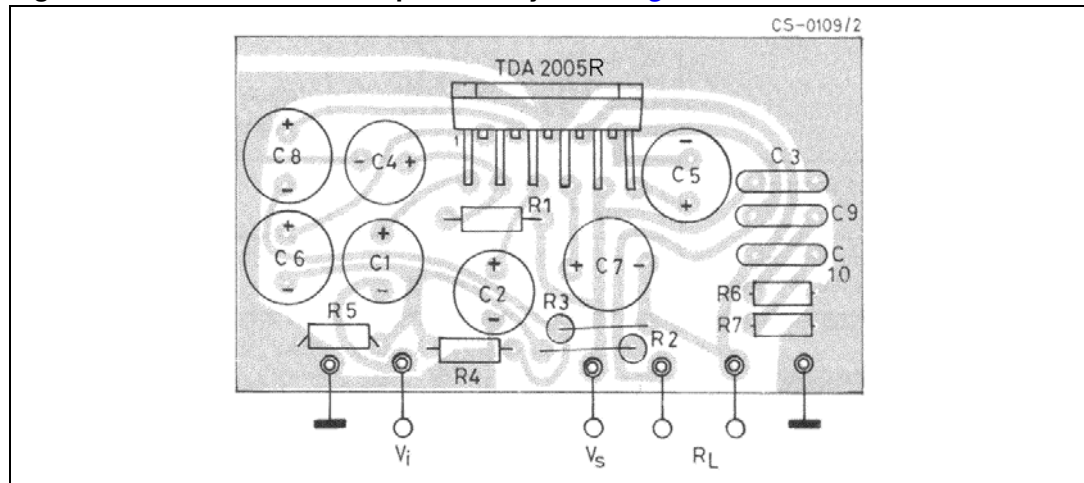 CS-0109/2
TDA 2005R
1
+ C8 -
- C4 +
- C5 +
C3
C9
C10
R1
+ C6 -
+ C1 -
+ C2 -
+ C7 -
R3
R6
R7
R5
R4
R2
Vi
Vs
RL